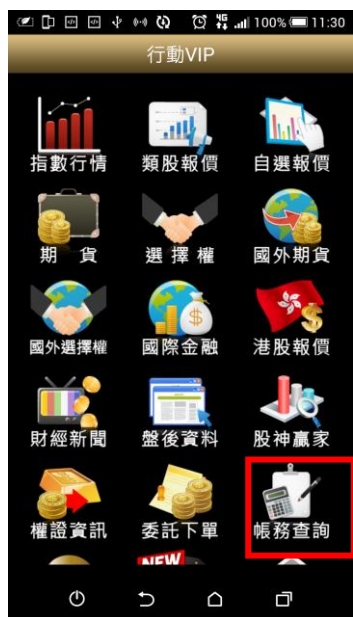 4G 100% 11:30
行動VIP
指數行情 類股報價 自選報價
期 貨 選 擇 權 國外期貨
國外選擇權 國際金融 港股報價
財經新聞 盤後資料 股神贏家
權證資訊 委託下單 帳務查詢
NEW